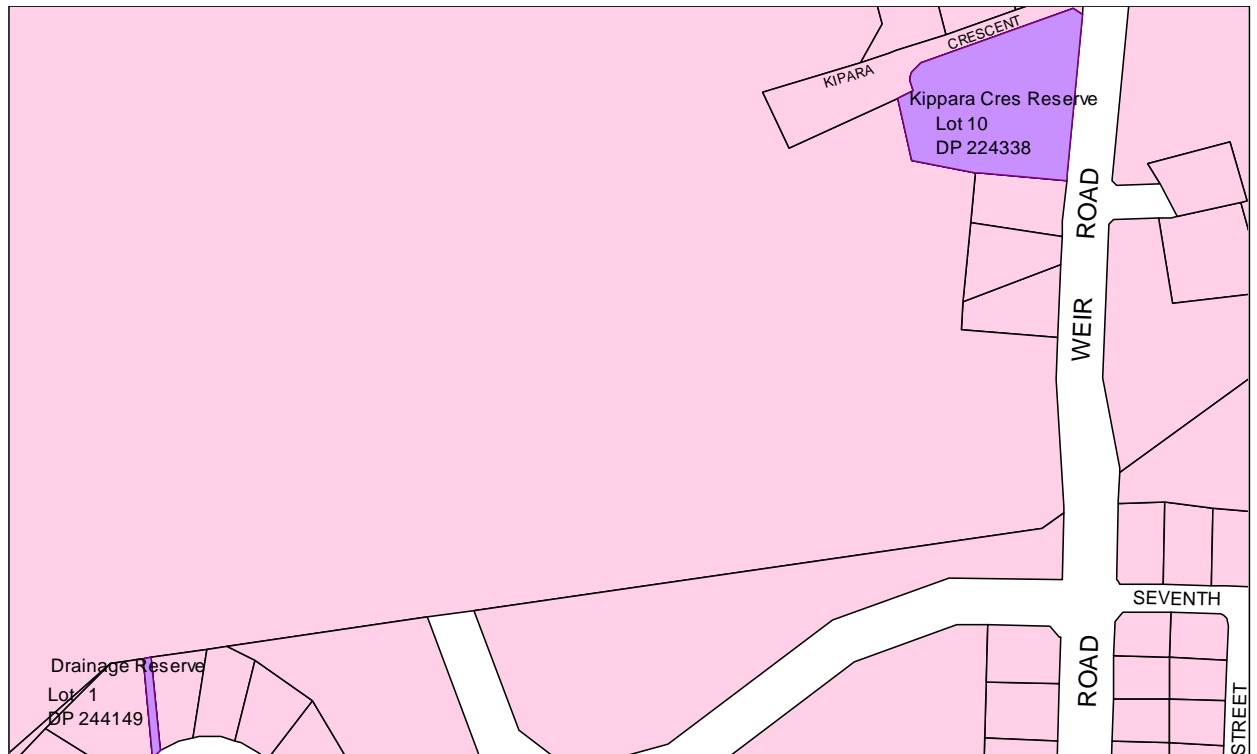 KIPARA CRESCENT
Kippara Cres Reserve
Lot 10
DP 224338
WEIR ROAD
SEVENTH
Drainage Reserve
Lot 1
DP 244149
ROAD
STREET